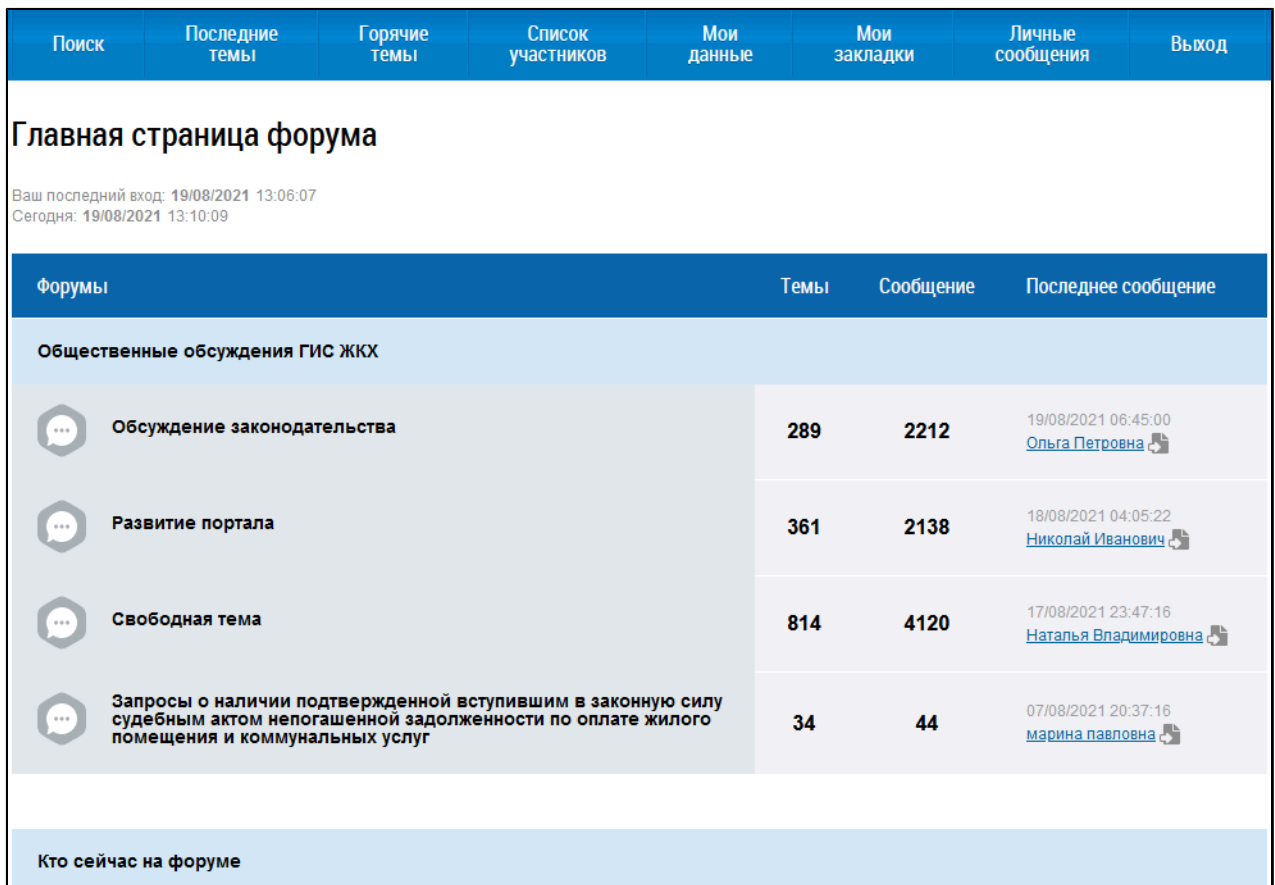 Поиск
Последние темы
Горячие темы
Список участников
Мои данные
Мои закладки
Личные сообщения
Выход
Главная страница форума
Ваш последний вход: 19/08/2021 13:06:07
Сегодня: 19/08/2021 13:10:09
Форумы Темы Сообщение Последнее сообщение
Общественные обсуждения ГИС ЖКХ
Обсуждение законодательства 289 2212
19/08/2021 06:45:00
Ольга Петровна
Развитие портала 361 2138
18/08/2021 04:05:22
Николай Иванович
Свободная тема 814 4120
17/08/2021 23:47:16
Наталья Владимировна
Запросы о наличии подтвержденной вступившим в законную силу
судебным актом непогашенной задолженности по оплате жилого
помещения и коммунальных услуг
34 44
07/08/2021 20:37:16
марина павловна
Кто сейчас на форуме